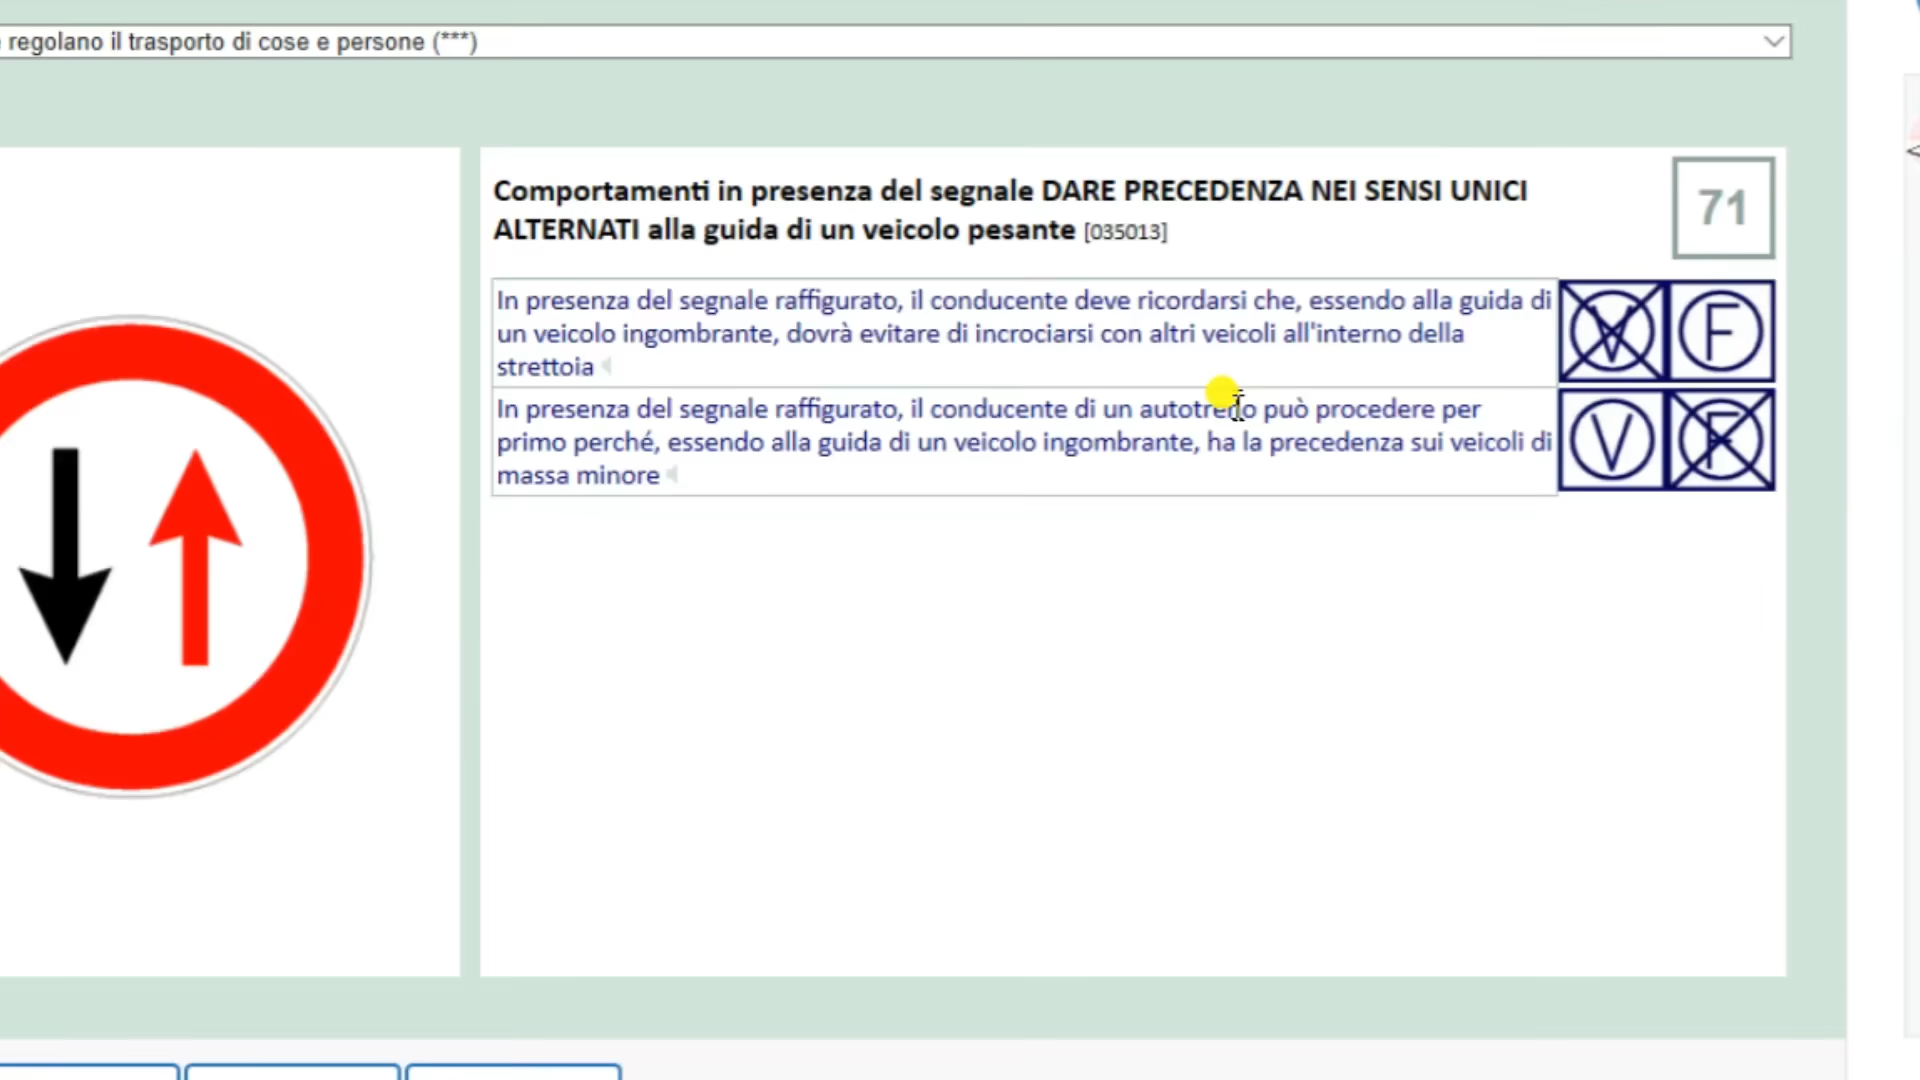 regolano il trasporto di cose e persone (***)
Comportamenti in presenza del segnale DARE PRECEDENZA NEI SENSI UNICI
ALTERNATI alla guida di un veicolo pesante [035013]
71
In presenza del segnale raffigurato, il conducente deve ricordarsi che, essendo alla guida di
un veicolo ingombrante, dovrà evitare di incrociarsi con altri veicoli all'interno della
strettoia
V F
In presenza del segnale raffigurato, il conducente di un autotreno può procedere per
primo perché, essendo alla guida di un veicolo ingombrante, ha la precedenza sui veicoli di
massa minore
V F